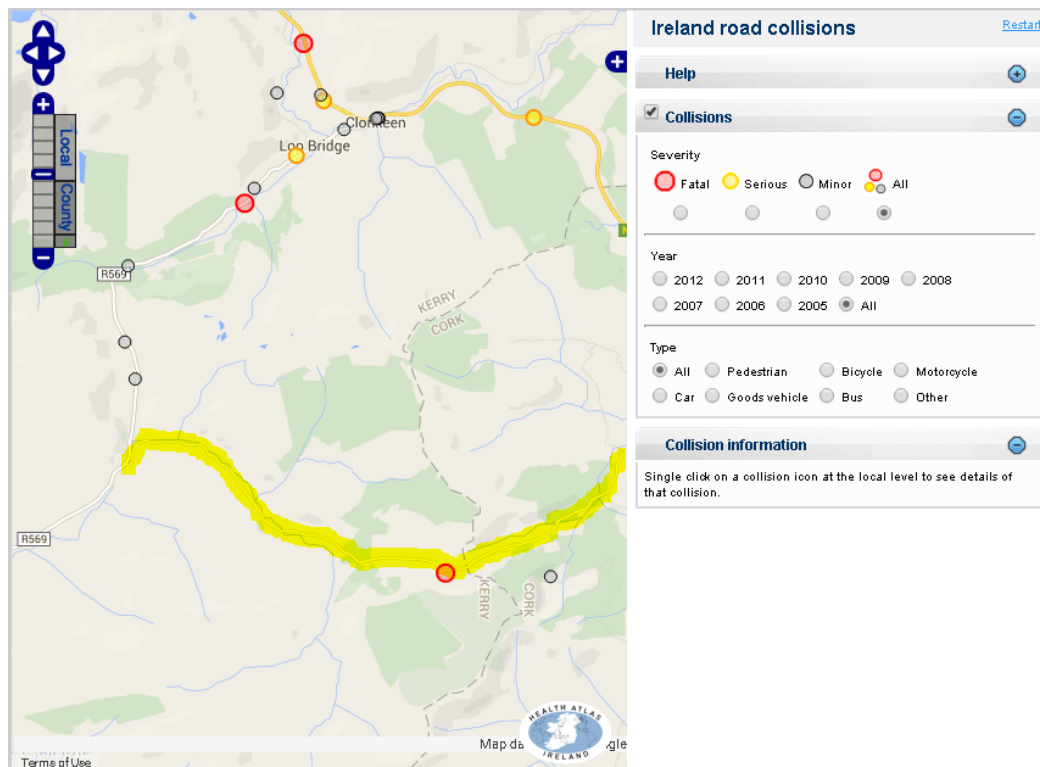 Local
County
Clonkeen
Loo Bridge
R569
KERRY
CORK
R569
KERRY
CORK
HEALTH ATLAS
IRELAND
Map da
gle
Terms of Use
Ireland road collisions
Restart
Help
Collisions
Severity
Fatal Serious Minor All
Year
2012 2011 2010 2009 2008
2007 2006 2005 All
Type
All Pedestrian Bicycle Motorcycle
Car Goods vehicle Bus Other
Collision information
Single click on a collision icon at the local level to see details of
that collision.